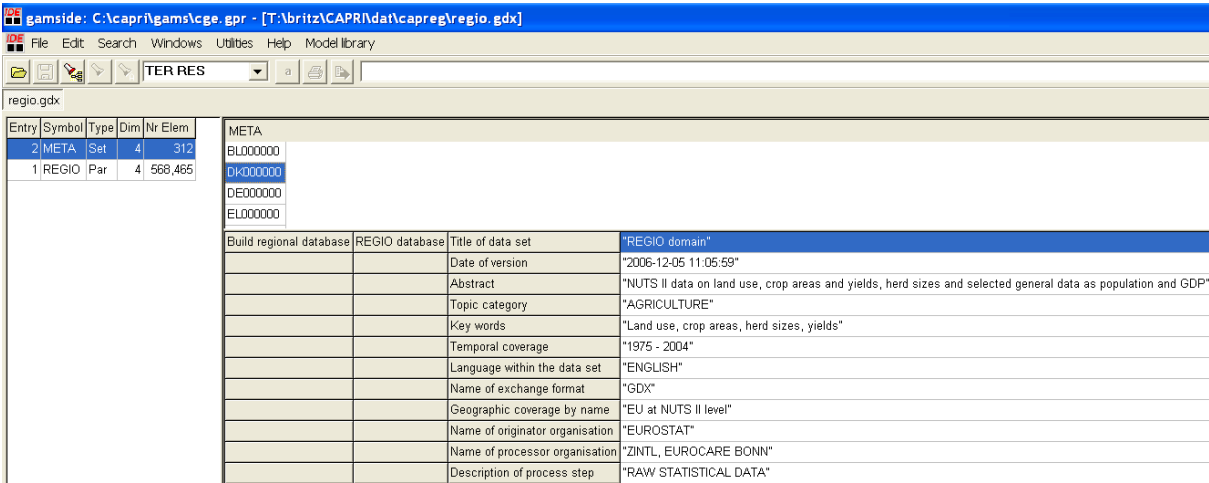 IDE gamside: C:\capri\gams\cge.gpr - [T:\britz\CAPRI\dat\capreg\regio.gdx]
IDE File Edit Search Windows Utilities Help Model library
TER RES a
regio.gdx
Entry Symbol Type Dim Nr Elem
2 META Set 4 312
1 REGIO Par 4 568,465
META
BL000000
DK000000
DE000000
EL000000
Build regional database REGIO database Title of data set "REGIO domain"
Date of version "2006-12-05 11:05:59"
Abstract "NUTS II data on land use, crop areas and yields, herd sizes and selected general data as population and GDP"
Topic category "AGRICULTURE"
Key words "Land use, crop areas, herd sizes, yields"
Temporal coverage "1975 - 2004"
Language within the data set "ENGLISH"
Name of exchange format "GDX"
Geographic coverage by name "EU at NUTS II level"
Name of originator organisation "EUROSTAT"
Name of processor organisation "ZINTL, EUROCARE BONN"
Description of process step "RAW STATISTICAL DATA"